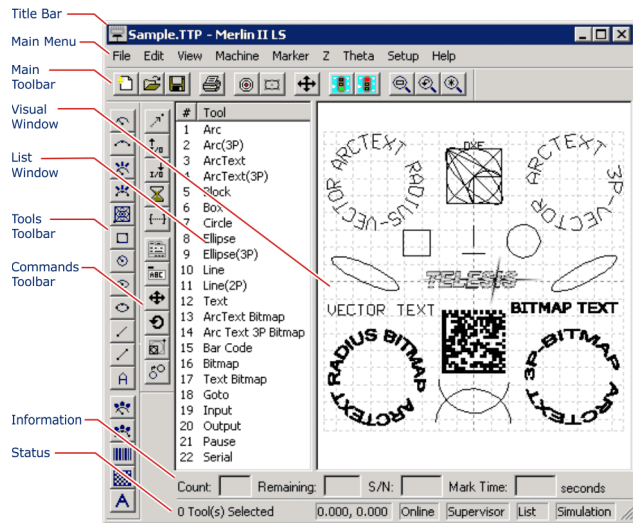 Title Bar
Sample.TTP - Merlin II LS
Main Menu
File Edit View Machine Marker Z Theta Setup Help
Main
Toolbar
Visual
Window
List
Window
Tools
Toolbar
Commands
Toolbar
Information
Status
ABC
A
A
# Tool
1 Arc
2 Arc(3P)
3 ArcText
4 ArcText(3P)
5 Block
6 Box
7 Circle
8 Ellipse
9 Ellipse(3P)
10 Line
11 Line(2P)
12 Text
13 ArcText Bitmap
14 Arc Text 3P Bitmap
15 Bar Code
16 Bitmap
17 Text Bitmap
18 Goto
19 Input
20 Output
21 Pause
22 Serial
VECTOR ARCTEXT RADIUS-
DXF
3P-VECTOR ARCTEXT
TELESIS
VECTOR TEXT
BITMAP TEXT
ARCTEXT RADIUS BITMAP
ARCTEXT 3P-BITMAP
Count: Remaining: S/N: Mark Time: seconds
0 Tool(s) Selected 0.000, 0.000 Online Supervisor List Simulation